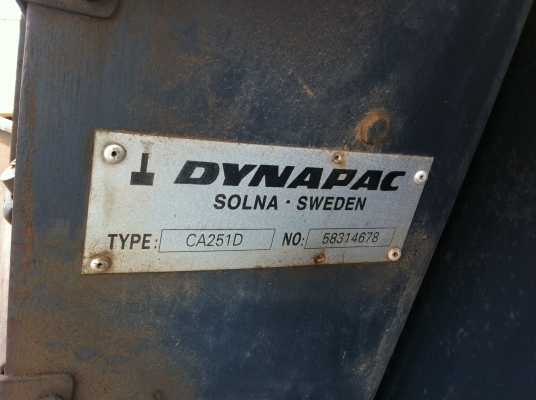 DYNAPAC
SOLNA · SWEDEN
TYPE: CA251D NO: 58314678